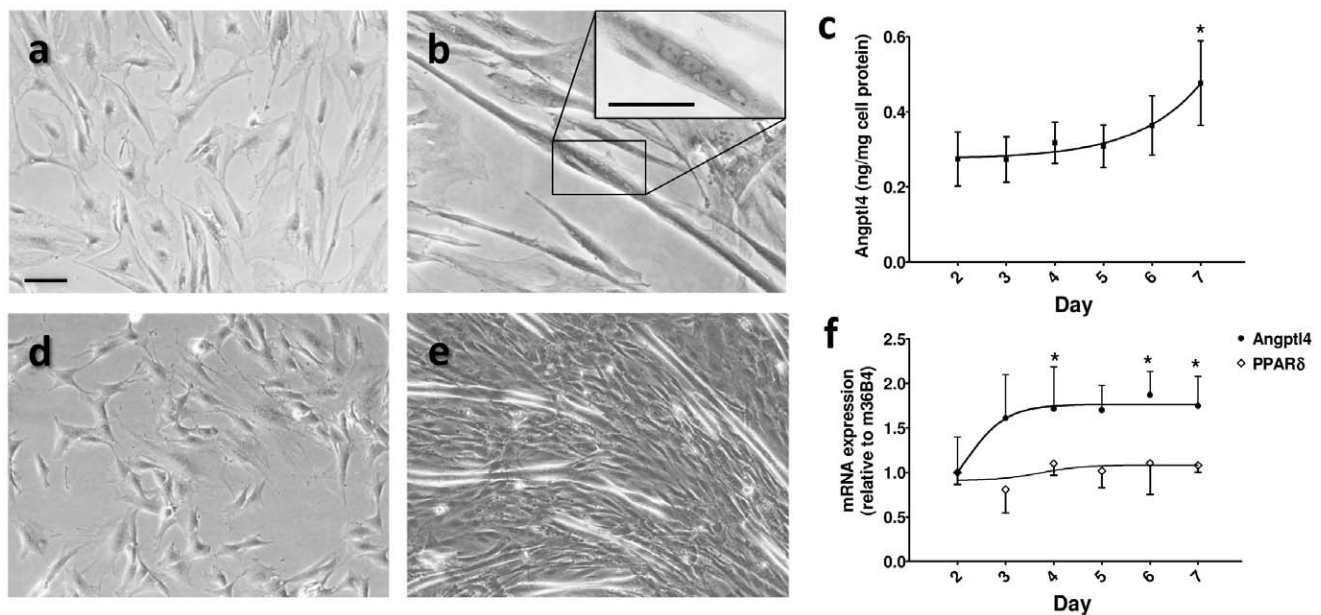 a
b
c
0.6
0.4
0.2
0.0
Angptl4 (ng/mg cell protein)
*
2
3
4
5
6
7
Day
d
e
f
2.5
2.0
1.5
1.0
0.5
0.0
mRNA expression
(relative to m36B4)
* * *
2
3
4
5
6
7
Day
Angptl4
PPARδ